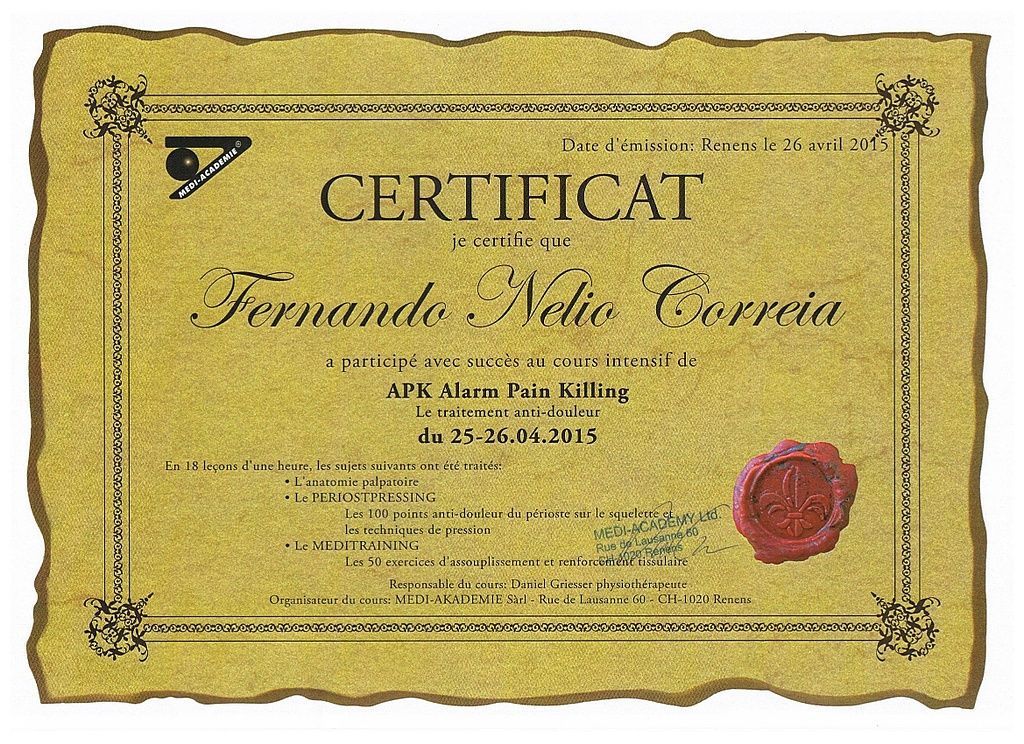 MEDI-ACADEMIE®
Date d'émission: Renens le 26 avril 2015
CERTIFICAT
je certifie que
Fernando Nelio Correia
a participé avec succès au cours intensif de
APK Alarm Pain Killing
Le traitement anti-douleur
du 25-26.04.2015
En 18 leçons d'une heure, les sujets suivants ont été traités:
• L'anatomie palpatoire
• Le PERIOSTPRESSING
Les 100 points anti-douleur du périoste sur le squelette et
les techniques de pression
• Le MEDITRAINING
Les 50 exercices d'assouplissement et renforcement tissulaire
MEDI-ACADEMY Ltd.
Rue de Lausanne 60
CH-1020 Renens
Responsable du cours: Daniel Griesser physiothérapeute
Organisateur du cours: MEDI-AKADEMIE Sàrl - Rue de Lausanne 60 - CH-1020 Renens